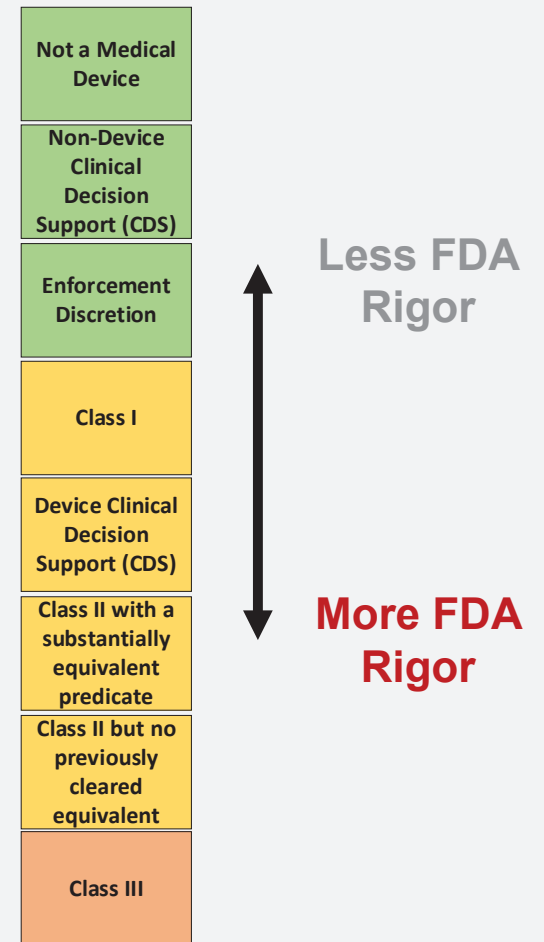 Not a Medical
Device
Non-Device
Clinical
Decision
Support (CDS)
Enforcement
Discretion
Class I
Device Clinical
Decision
Support (CDS)
Class II with a
substantially
equivalent
predicate
Class II but no
previously
cleared
equivalent
Class III
Less FDA
Rigor
More FDA
Rigor